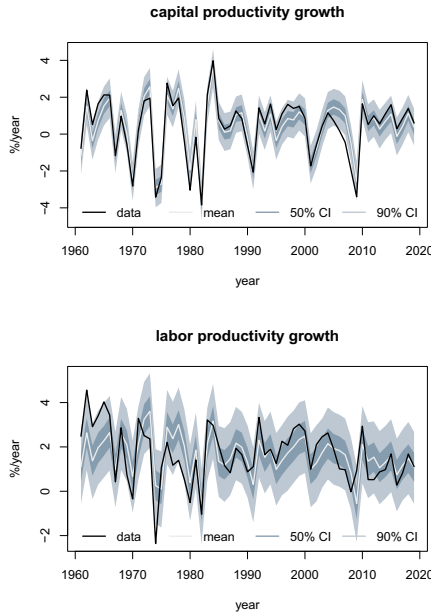 capital productivity growth
%/year
4
2
0
−2
−4
data mean 50% CI 90% CI
1960 1970 1980 1990 2000 2010 2020
year
labor productivity growth
%/year
4
2
0
−2
data mean 50% CI 90% CI
1960 1970 1980 1990 2000 2010 2020
year